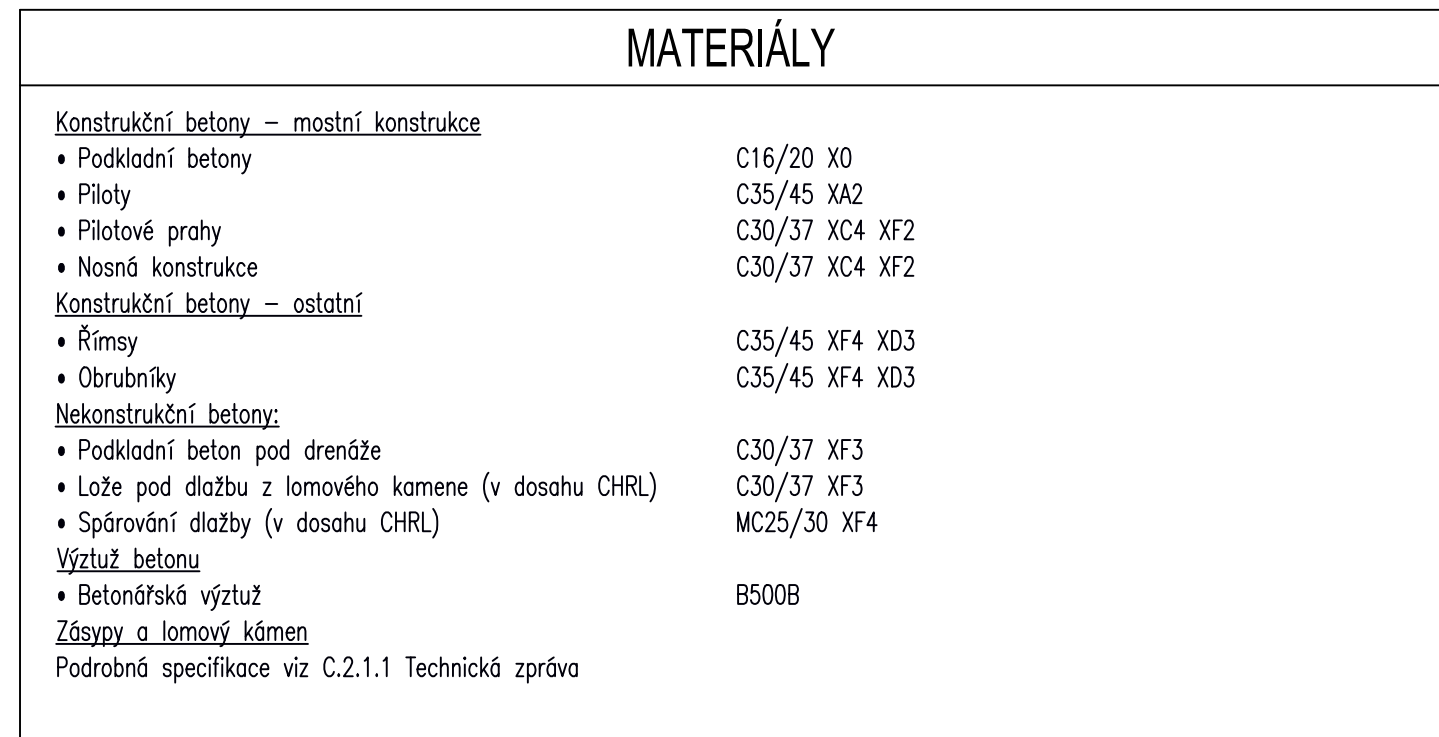 MATERIÁLY
Konstrukční betony – mostní konstrukce
• Podkladní betony C16/20 X0
• Piloty C35/45 XA2
• Pilotové prahy C30/37 XC4 XF2
• Nosná konstrukce C30/37 XC4 XF2
Konstrukční betony – ostatní
• Římsy C35/45 XF4 XD3
• Obrubníky C35/45 XF4 XD3
Nekonstrukční betony:
• Podkladní beton pod drenáže C30/37 XF3
• Lože pod dlažbu z lomového kamene (v dosahu CHRL) C30/37 XF3
• Spárování dlažby (v dosahu CHRL) MC25/30 XF4
Výztuž betonu
• Betonářská výztuž B500B
Zásypy a lomový kámen
Podrobná specifikace viz C.2.1.1 Technická zpráva